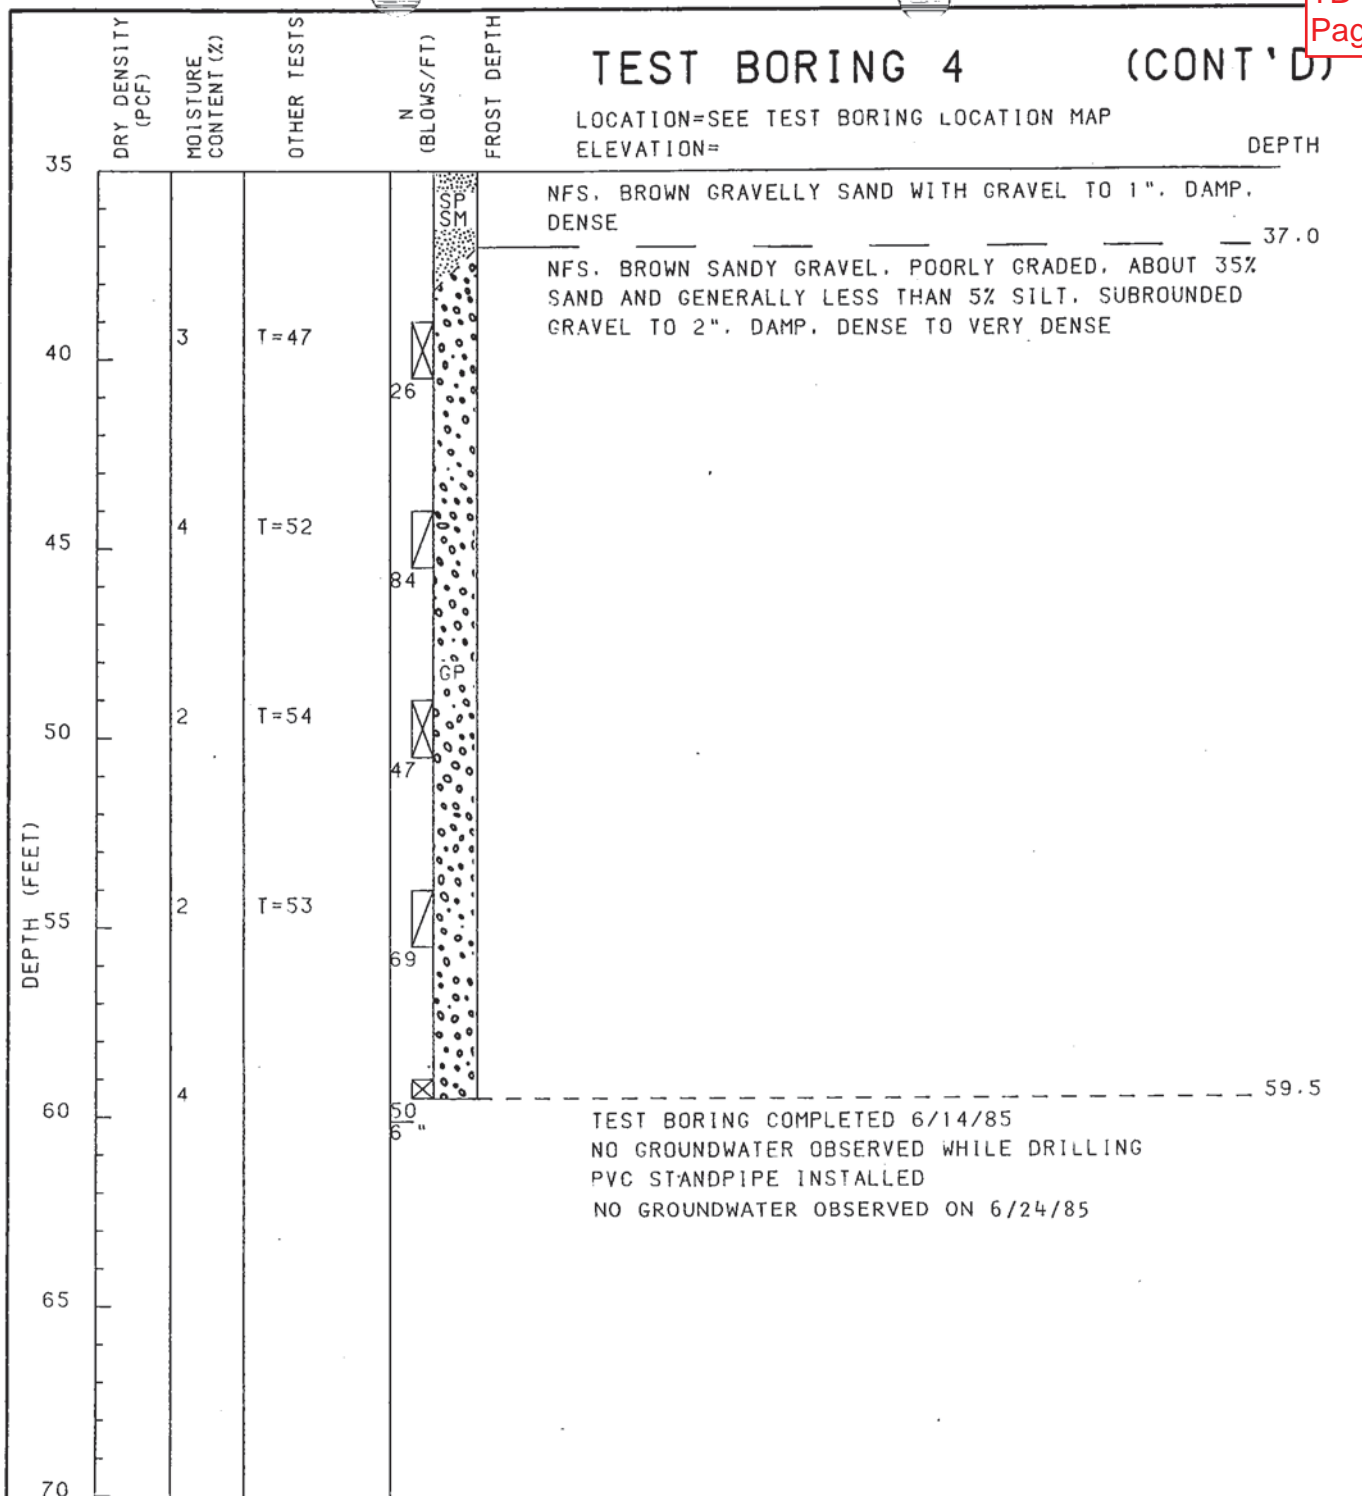 Pag
TEST BORING 4 (CONT'D)
LOCATION=SEE TEST BORING LOCATION MAP
ELEVATION=
DEPTH
DRY DENSITY
(PCF)
MOISTURE
CONTENT (%)
OTHER TESTS
N
(BLOWS/FT)
FROST DEPTH
35
SP
SM
NFS, BROWN GRAVELLY SAND WITH GRAVEL TO 1", DAMP,
DENSE
37.0
NFS, BROWN SANDY GRAVEL, POORLY GRADED, ABOUT 35%
SAND AND GENERALLY LESS THAN 5% SILT, SUBROUNDED
GRAVEL TO 2", DAMP, DENSE TO VERY DENSE
3 T=47
40
26
4 T=52
45
84
GP
2 T=54
50
47
DEPTH (FEET)
2 T=53
55
69
4
59.5
60
50
6"
TEST BORING COMPLETED 6/14/85
NO GROUNDWATER OBSERVED WHILE DRILLING
PVC STANDPIPE INSTALLED
NO GROUNDWATER OBSERVED ON 6/24/85
65
70